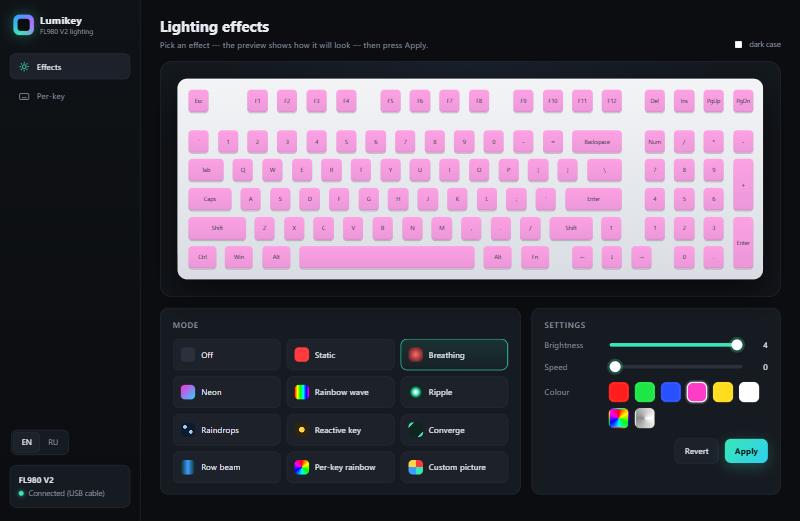 Lumikey
FL980 V2 lighting
Effects
Per-key
EN RU
FL980 V2
Connected (USB cable)
Lighting effects
Pick an effect — the preview shows how it will look — then press Apply.
dark case
Esc F1 F2 F3 F4 F5 F6 F7 F8 F9 F10 F11 F12 Del Ins PgUp PgDn
` 1 2 3 4 5 6 7 8 9 0 - = Backspace Num / * -
Tab Q W E R T Y U I O P [ ] \ 7 8 9 +
Caps A S D F G H J K L ; ' Enter 4 5 6
Shift Z X C V B N M , . / Shift ↑ 1 2 3 Enter
Ctrl Win Alt Alt Fn ← ↓ → 0 .
MODE
Off Static Breathing
Neon Rainbow wave Ripple
Raindrops Reactive key Converge
Row beam Per-key rainbow Custom picture
SETTINGS
Brightness 4
Speed 0
Colour
Revert Apply